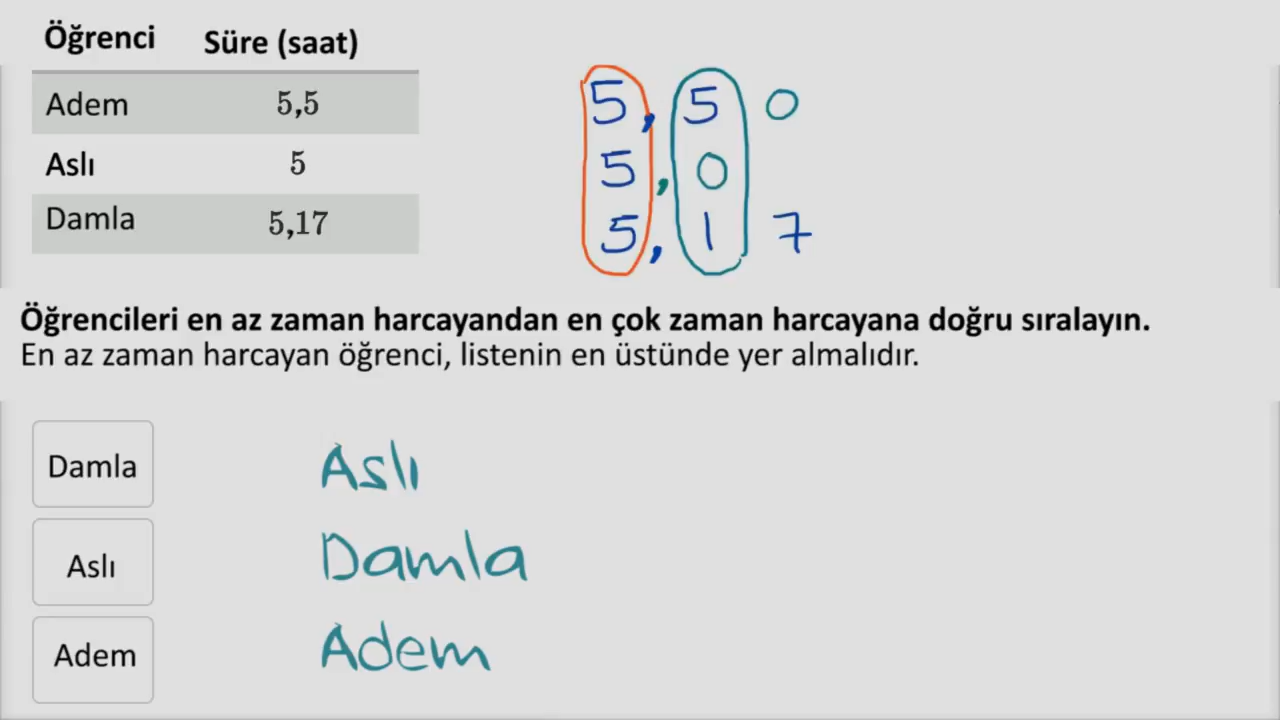 Öğrenci Süre (saat)
Adem 5,5
Aslı 5
Damla 5,17
5,5 0
5,0
5,1 7
Öğrencileri en az zaman harcayandan en çok zaman harcayana doğru sıralayın.
En az zaman harcayan öğrenci, listenin en üstünde yer almalıdır.
Damla Aslı
Aslı Damla
Adem Adem